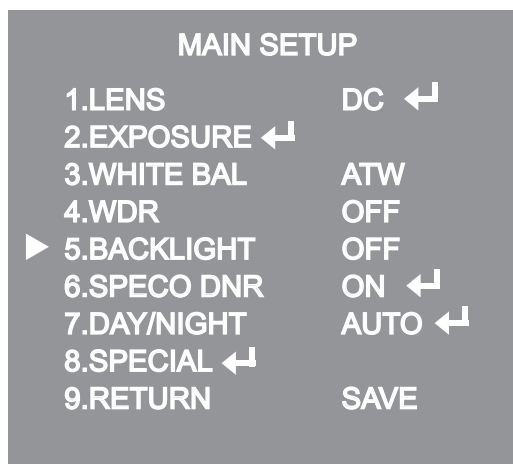 MAIN SETUP
1.LENS DC ↵
2.EXPOSURE ↵
3.WHITE BAL ATW
4.WDR OFF
▶ 5.BACKLIGHT OFF
6.SPECO DNR ON ↵
7.DAY/NIGHT AUTO ↵
8.SPECIAL ↵
9.RETURN SAVE